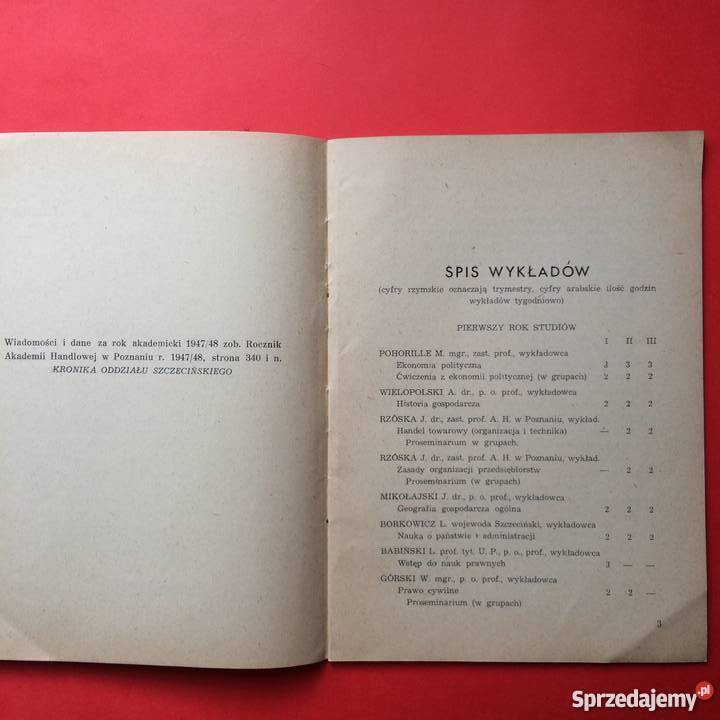 Wiadomości i dane za rok akademicki 1947/48 zob. Rocznik
Akademii Handlowej w Poznaniu r. 1947/48, strona 340 i n.
KRONIKA ODDZIAŁU SZCZECIŃSKIEGO
SPIS WYKŁADÓW
(cyfry rzymskie oznaczają trymestry, cyfry arabskie ilość godzin
wykładów tygodniowo)
PIERWSZY ROK STUDIÓW
I II III
POHORILLE M. mgr., zast. prof., wykładowca
Ekonomia polityczną 3 3 3
Ćwiczenia z ekonomii politycznej (w grupach) 2 2 2
WIELOPOLSKI A. dr., p. o. prof., wykładowca
Historia gospodarcza 2 2 2
RZÓSKA J. dr., zast. prof. A. H. w Poznaniu, wykład.
Handel towarowy (organizacja i technika) — 2 2
Proseminarium w grupach.
RZÓSKA J. dr., zast. prof. A. H. w Poznaniu, wykład.
Zasady organizacji przedsiębiorstw — 2 2
Proseminarium (w grupach)
MIKOŁAJSKI J. dr., p. o. prof., wykładowca
Geografia gospodarcza ogólna 2 2 2
BORKOWICZ L. wojewoda Szczeciński, wykładowca
Nauka o państwie i administracji 2 2 2
BABIŃSKI L. prof. tyt. U. P., p. o., prof., wykładowca
Wstęp do nauk prawnych 3 — —
GÓRSKI W. mgr., p. o. prof., wykładowca
Prawo cywilne 2 2 —
Proseminarium (w grupach)
3
Sprzedajemy.pl